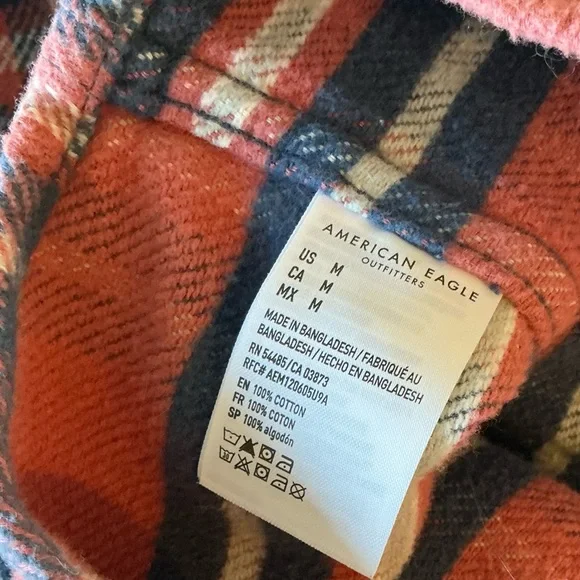 AMERICAN EAGLE
OUTFITTERS
US M
CA M
MX M
MADE IN BANGLADESH / FABRIQUÉ AU
BANGLADESH / HECHO EN BANGLADESH
RN 54485/CA 03873
RFC# AEM120605U9A
EN 100% COTTON
FR 100% COTON
SP 100% algodón